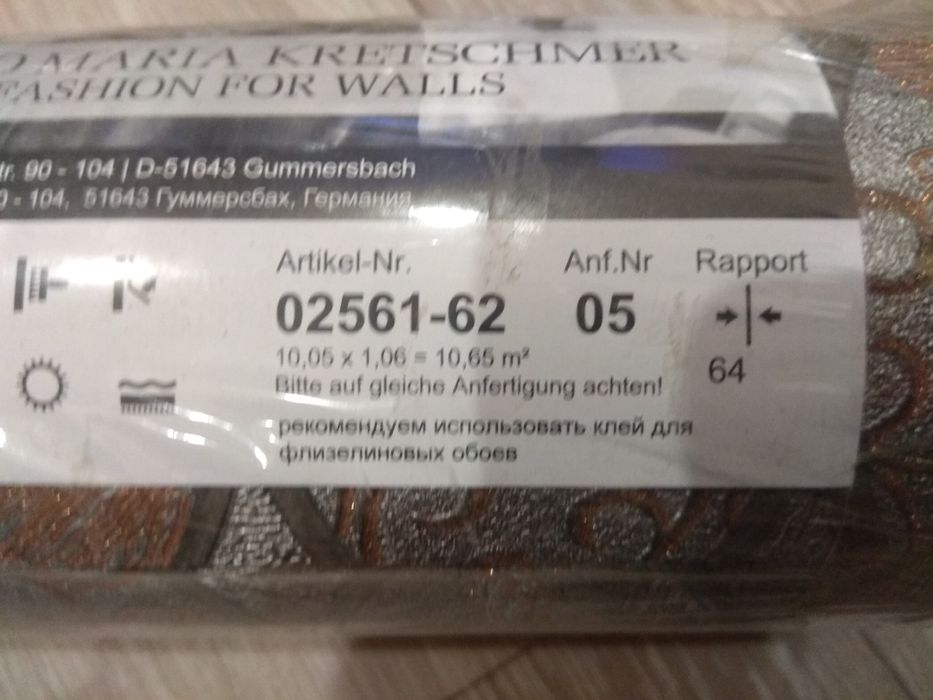 O MARIA KRETSCHMER
FASHION FOR WALLS
tr. 90 - 104 | D-51643 Gummersbach
0 - 104, 51643 Гуммерсбах, Германия
Artikel-Nr. Anf.Nr Rapport
02561-62 05
10,05 x 1,06 = 10,65 m²
64
Bitte auf gleiche Anfertigung achten!
рекомендуем использовать клей для
флизелиновых обоев